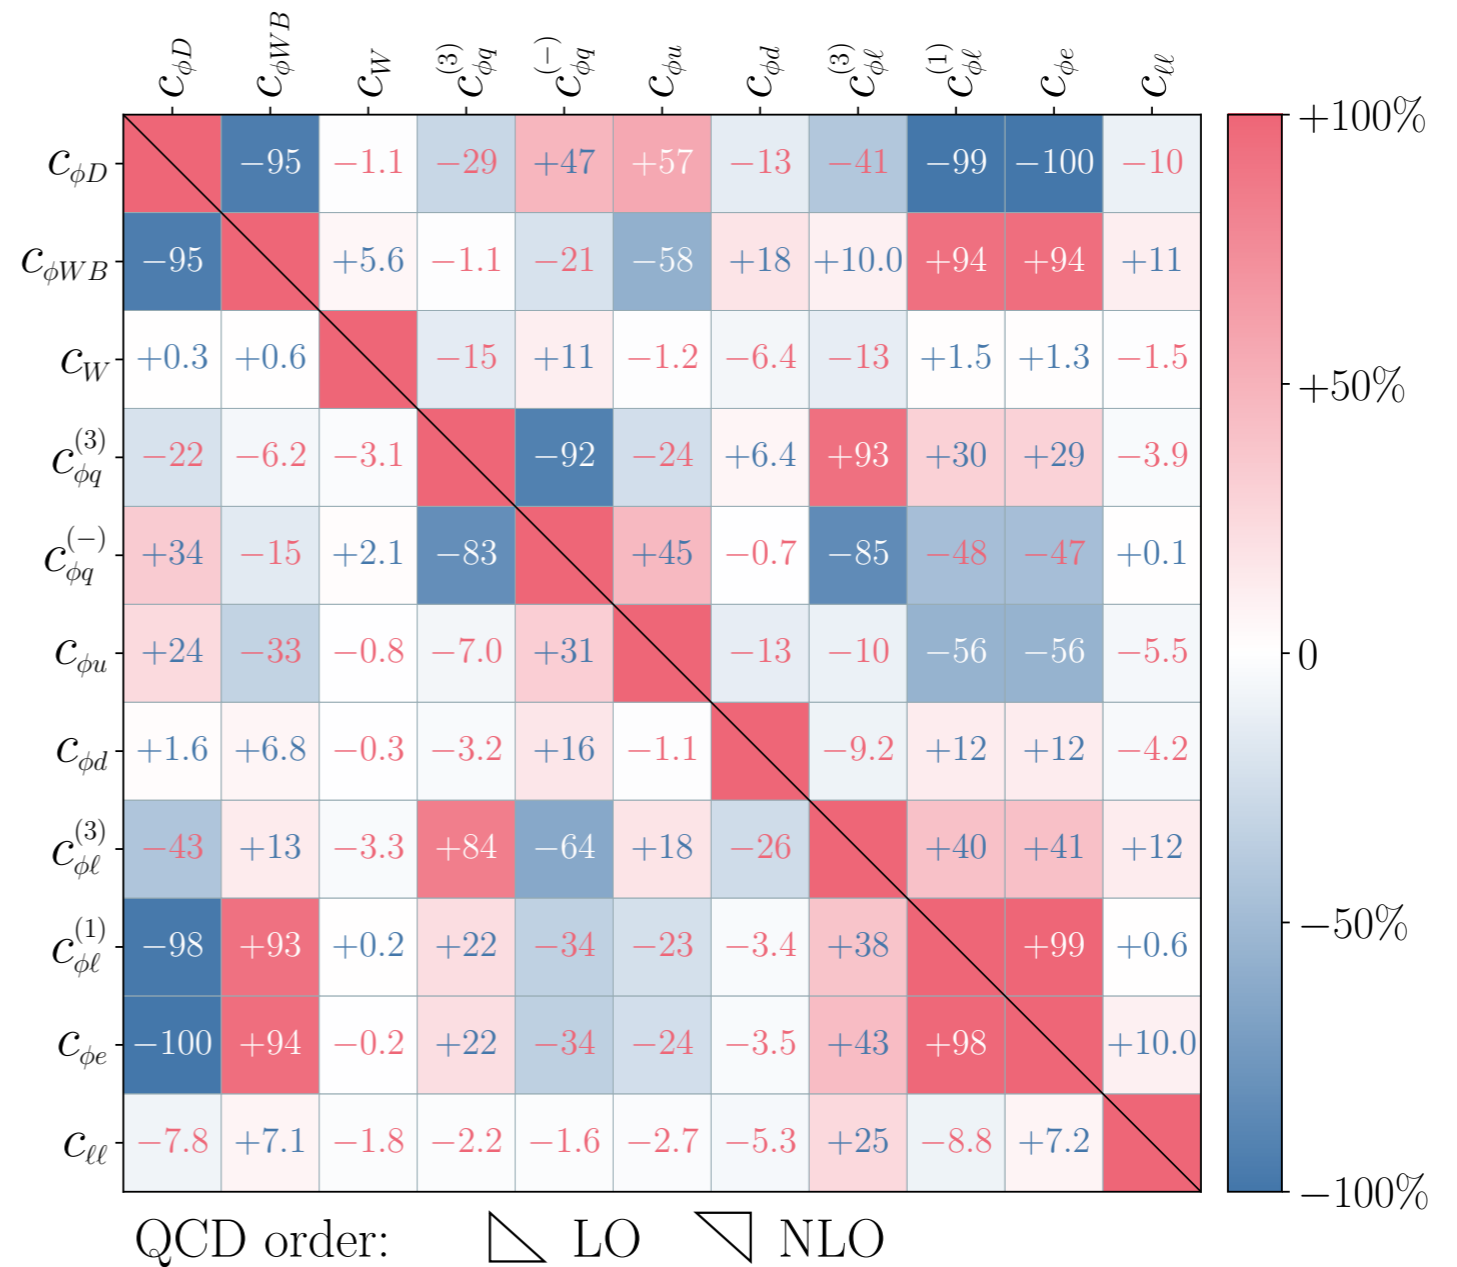 c_{ϕD} c_{ϕWB} c_W c_{ϕq}^{(3)} c_{ϕq}^{(−)} c_{ϕu} c_{ϕd} c_{ϕℓ}^{(3)} c_{ϕℓ}^{(1)} c_{ϕe} c_{ℓℓ}
c_{ϕD} −95 −1.1 −29 +47 +57 −13 −41 −99 −100 −10
c_{ϕWB} −95 +5.6 −1.1 −21 −58 +18 +10.0 +94 +94 +11
c_W +0.3 +0.6 −15 +11 −1.2 −6.4 −13 +1.5 +1.3 −1.5
c_{ϕq}^{(3)} −22 −6.2 −3.1 −92 −24 +6.4 +93 +30 +29 −3.9
c_{ϕq}^{(−)} +34 −15 +2.1 −83 +45 −0.7 −85 −48 −47 +0.1
c_{ϕu} +24 −33 −0.8 −7.0 +31 −13 −10 −56 −56 −5.5
c_{ϕd} +1.6 +6.8 −0.3 −3.2 +16 −1.1 −9.2 +12 +12 −4.2
c_{ϕℓ}^{(3)} −43 +13 −3.3 +84 −64 +18 −26 +40 +41 +12
c_{ϕℓ}^{(1)} −98 +93 +0.2 +22 −34 −23 −3.4 +38 +99 +0.6
c_{ϕe} −100 +94 −0.2 +22 −34 −24 −3.5 +43 +98 +10.0
c_{ℓℓ} −7.8 +7.1 −1.8 −2.2 −1.6 −2.7 −5.3 +25 −8.8 +7.2
+100%
+50%
0
−50%
−100%
QCD order: LO NLO